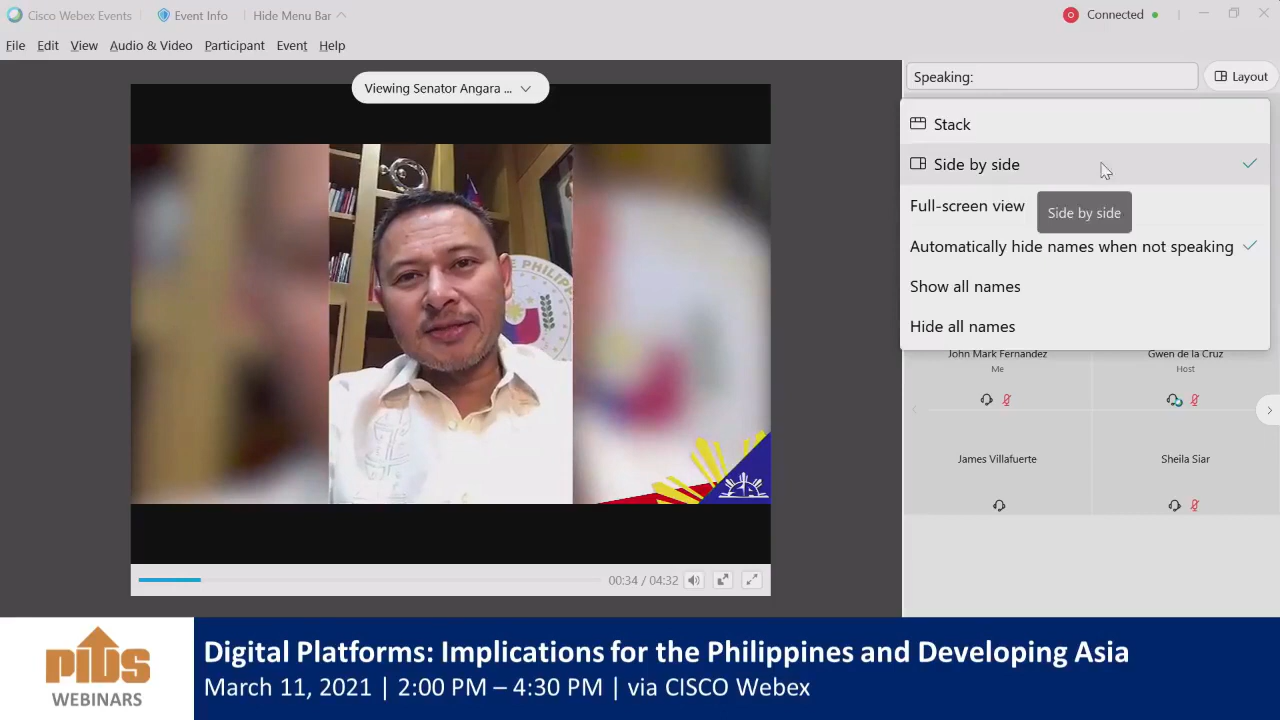 Cisco Webex Events
Event Info
Hide Menu Bar
Connected
File Edit View Audio & Video Participant Event Help
Viewing Senator Angara ...
Speaking:
Layout
Stack
Side by side
Full-screen view
Side by side
Automatically hide names when not speaking
Show all names
Hide all names
John Mark Fernandez
Me
Gwen de la Cruz
Host
James Villafuerte
Sheila Siar
00:34 / 04:32
PIDS
WEBINARS
Digital Platforms: Implications for the Philippines and Developing Asia
March 11, 2021 | 2:00 PM – 4:30 PM | via CISCO Webex